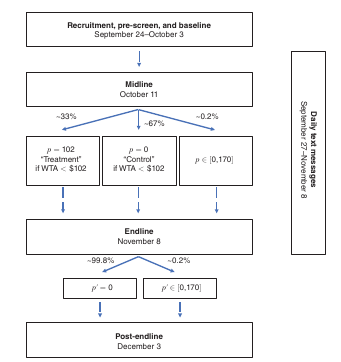 Recruitment, pre-screen, and baseline
September 24–October 3
Midline
October 11
~33%
~67%
~0.2%
p = 102
"Treatment"
if WTA < $102
p = 0
"Control"
if WTA < $102
p ∈ [0,170]
Endline
November 8
~99.8%
~0.2%
p′ = 0
p′ ∈ [0,170]
Post-endline
December 3
Daily text messages
September 27–November 8